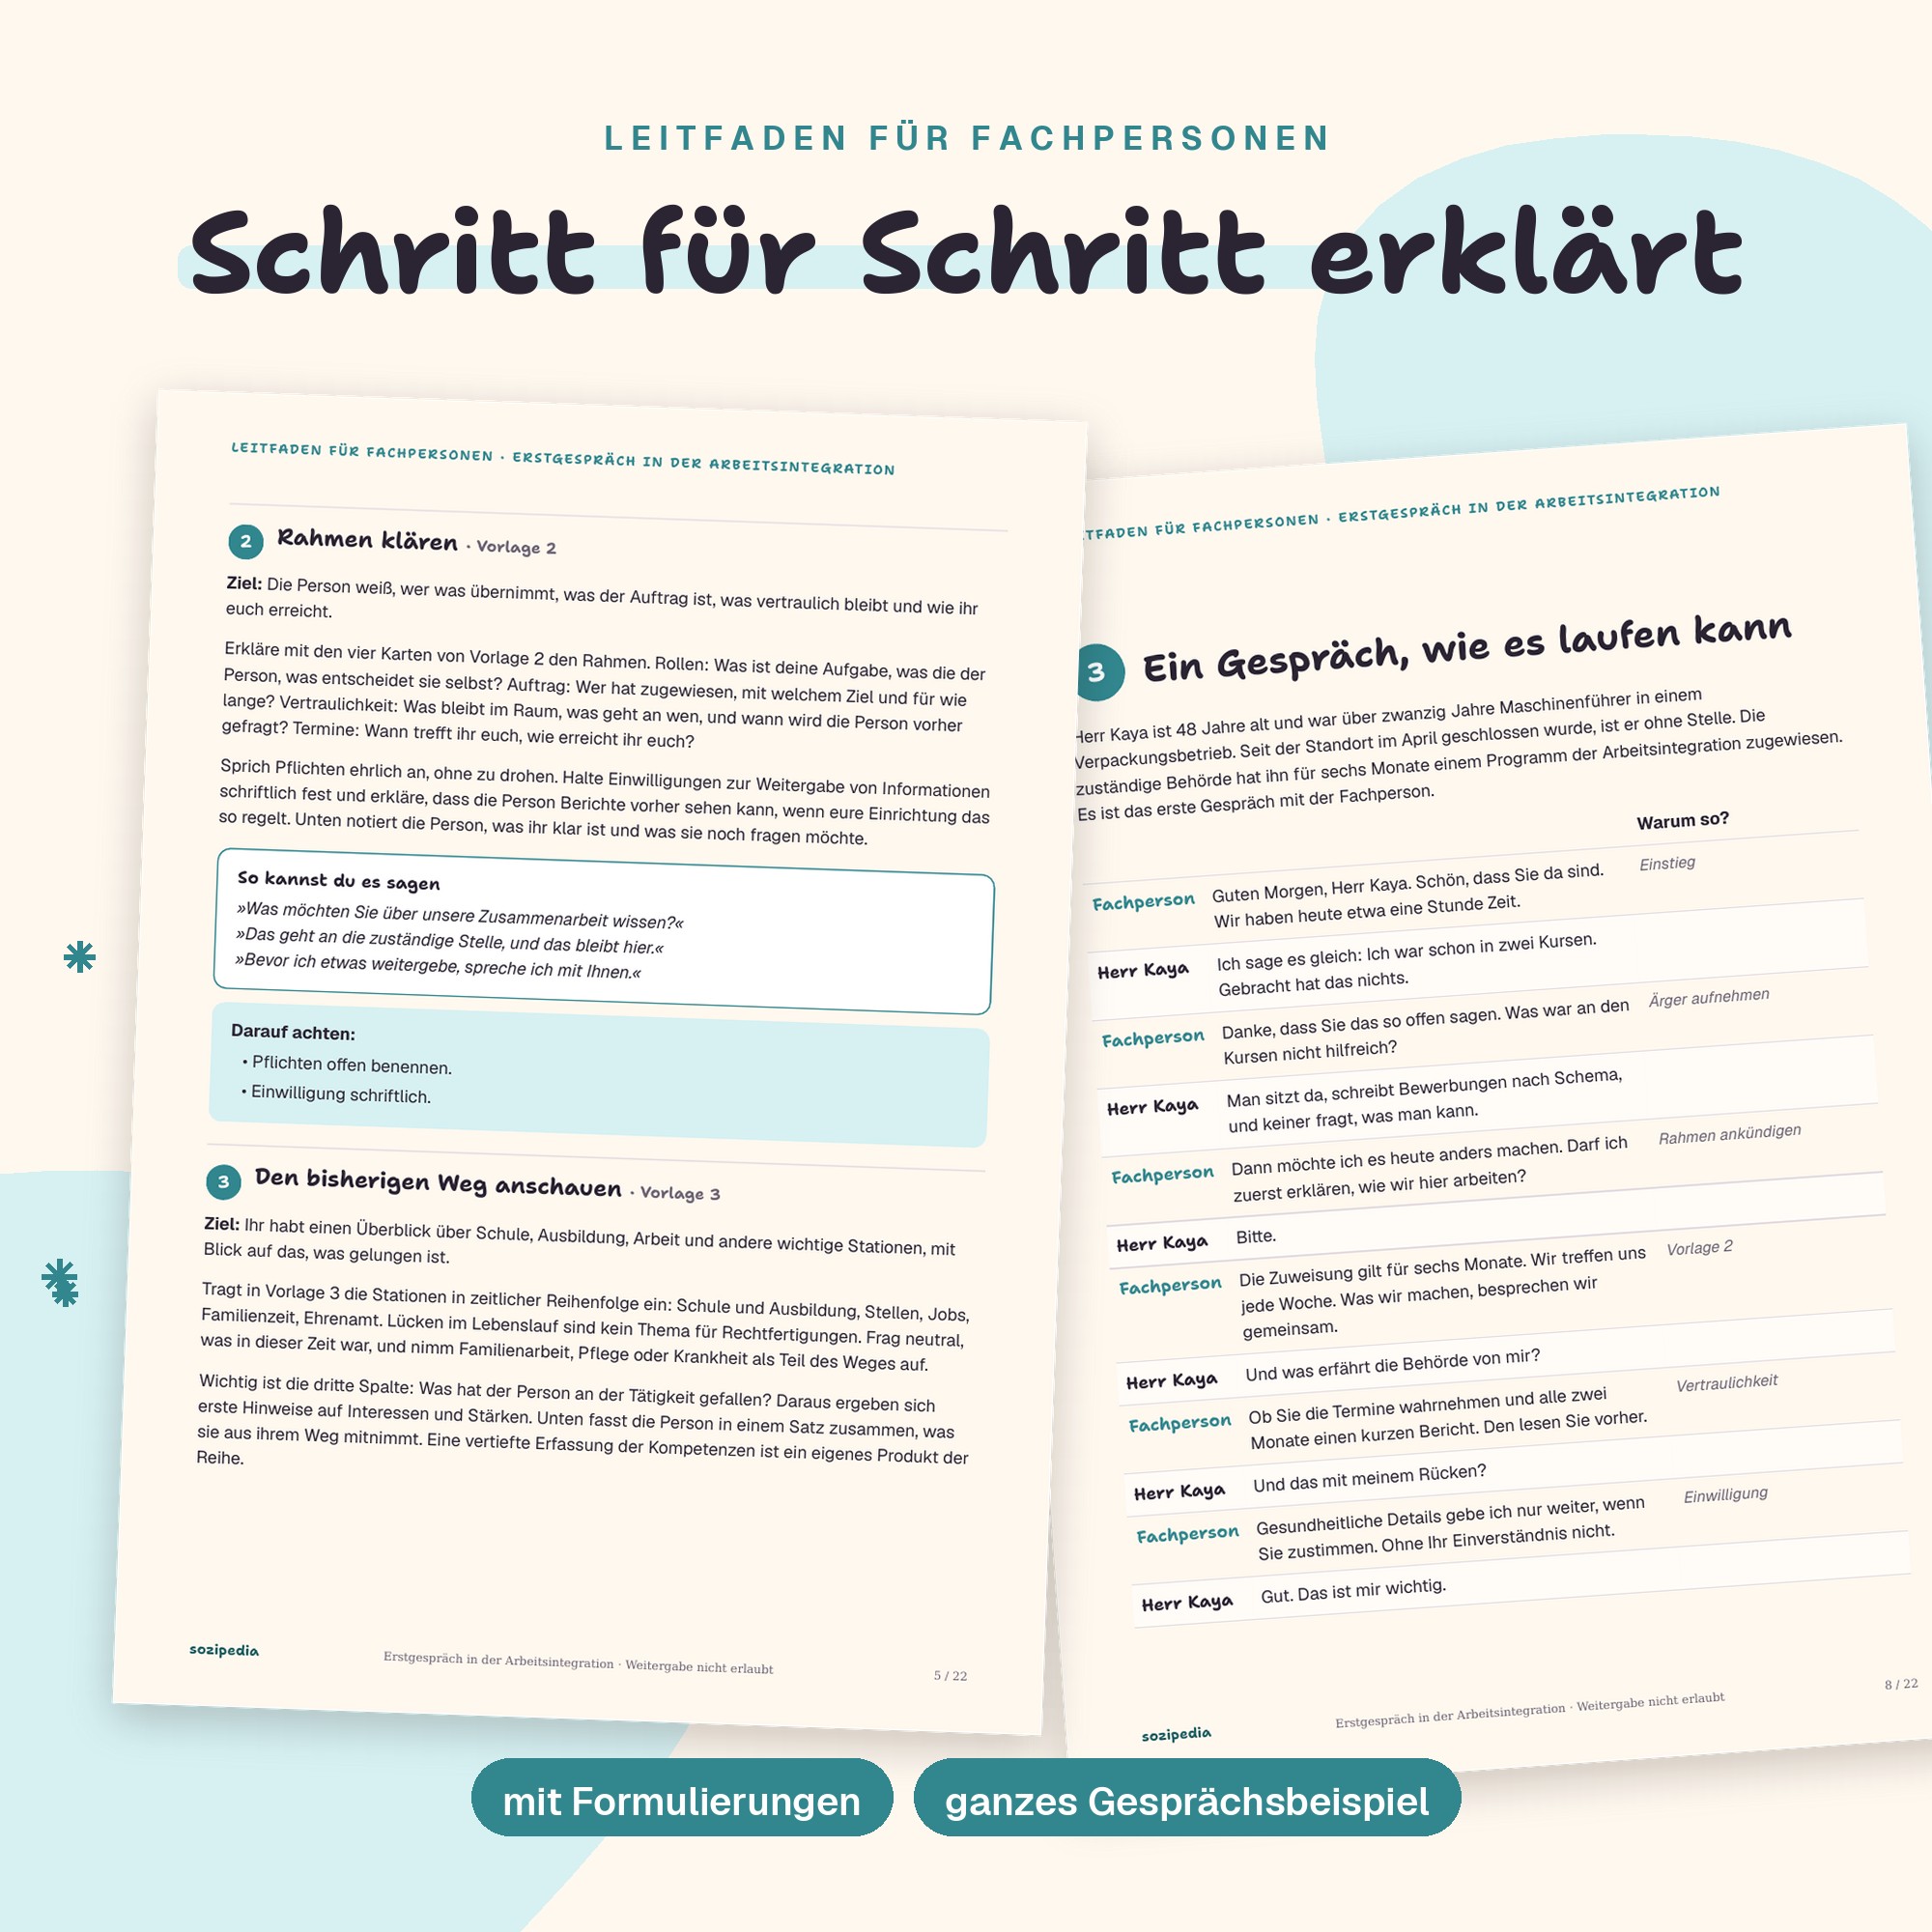 LEITFADEN FÜR FACHPERSONEN
Schritt für Schritt erklärt
LEITFADEN FÜR FACHPERSONEN · ERSTGESPRÄCH IN DER ARBEITSINTEGRATION
2 Rahmen klären · Vorlage 2
Ziel: Die Person weiß, wer was übernimmt, was der Auftrag ist, was vertraulich bleibt und wie ihr
euch erreicht.
Erkläre mit den vier Karten von Vorlage 2 den Rahmen. Rollen: Was ist deine Aufgabe, was die der
Person, was entscheidet sie selbst? Auftrag: Wer hat zugewiesen, mit welchem Ziel und für wie
lange? Vertraulichkeit: Was bleibt im Raum, was geht an wen, und wann wird die Person vorher
gefragt? Termine: Wann trefft ihr euch, wie erreicht ihr euch?
Sprich Pflichten ehrlich an, ohne zu drohen. Halte Einwilligungen zur Weitergabe von Informationen
schriftlich fest und erkläre, dass die Person Berichte vorher sehen kann, wenn eure Einrichtung das
so regelt. Unten notiert die Person, was ihr klar ist und was sie noch fragen möchte.
So kannst du es sagen
»Was möchten Sie über unsere Zusammenarbeit wissen?«
»Das geht an die zuständige Stelle, und das bleibt hier.«
»Bevor ich etwas weitergebe, spreche ich mit Ihnen.«
Darauf achten:
• Pflichten offen benennen.
• Einwilligung schriftlich.
3 Den bisherigen Weg anschauen · Vorlage 3
Ziel: Ihr habt einen Überblick über Schule, Ausbildung, Arbeit und andere wichtige Stationen, mit
Blick auf das, was gelungen ist.
Tragt in Vorlage 3 die Stationen in zeitlicher Reihenfolge ein: Schule und Ausbildung, Stellen, Jobs,
Familienzeit, Ehrenamt. Lücken im Lebenslauf sind kein Thema für Rechtfertigungen. Frag neutral,
was in dieser Zeit war, und nimm Familienarbeit, Pflege oder Krankheit als Teil des Weges auf.
Wichtig ist die dritte Spalte: Was hat der Person an der Tätigkeit gefallen? Daraus ergeben sich
erste Hinweise auf Interessen und Stärken. Unten fasst die Person in einem Satz zusammen, was
sie aus ihrem Weg mitnimmt. Eine vertiefte Erfassung der Kompetenzen ist ein eigenes Produkt der
Reihe.
sozipedia
Erstgespräch in der Arbeitsintegration · Weitergabe nicht erlaubt
5 / 22
TFADEN FÜR FACHPERSONEN · ERSTGESPRÄCH IN DER ARBEITSINTEGRATION
3 Ein Gespräch, wie es laufen kann
Herr Kaya ist 48 Jahre alt und war über zwanzig Jahre Maschinenführer in einem
Verpackungsbetrieb. Seit der Standort im April geschlossen wurde, ist er ohne Stelle. Die
zuständige Behörde hat ihn für sechs Monate einem Programm der Arbeitsintegration zugewiesen.
Es ist das erste Gespräch mit der Fachperson.
Warum so?
Fachperson Guten Morgen, Herr Kaya. Schön, dass Sie da sind. Einstieg
Wir haben heute etwa eine Stunde Zeit.
Herr Kaya Ich sage es gleich: Ich war schon in zwei Kursen.
Gebracht hat das nichts.
Fachperson Danke, dass Sie das so offen sagen. Was war an den Ärger aufnehmen
Kursen nicht hilfreich?
Herr Kaya Man sitzt da, schreibt Bewerbungen nach Schema,
und keiner fragt, was man kann.
Fachperson Dann möchte ich es heute anders machen. Darf ich Rahmen ankündigen
zuerst erklären, wie wir hier arbeiten?
Herr Kaya Bitte.
Fachperson Die Zuweisung gilt für sechs Monate. Wir treffen uns Vorlage 2
jede Woche. Was wir machen, besprechen wir
gemeinsam.
Herr Kaya Und was erfährt die Behörde von mir?
Fachperson Ob Sie die Termine wahrnehmen und alle zwei Vertraulichkeit
Monate einen kurzen Bericht. Den lesen Sie vorher.
Herr Kaya Und das mit meinem Rücken?
Fachperson Gesundheitliche Details gebe ich nur weiter, wenn Einwilligung
Sie zustimmen. Ohne Ihr Einverständnis nicht.
Herr Kaya Gut. Das ist mir wichtig.
sozipedia
Erstgespräch in der Arbeitsintegration · Weitergabe nicht erlaubt
8 / 22
mit Formulierungen
ganzes Gesprächsbeispiel